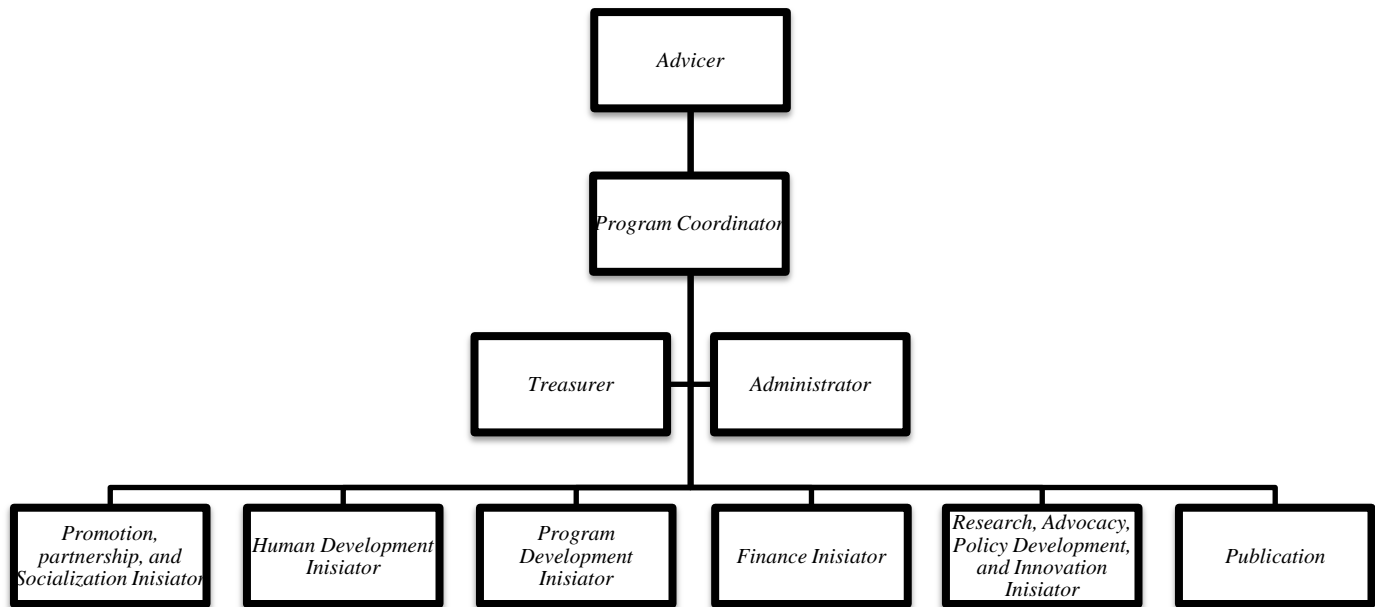 Advicer
Program Coordinator
Treasurer
Administrator
Promotion,
partnership, and
Socialization Inisiator
Human Development
Inisiator
Program
Development
Inisiator
Finance Inisiator
Research, Advocacy,
Policy Development,
and Innovation
Inisiator
Publication